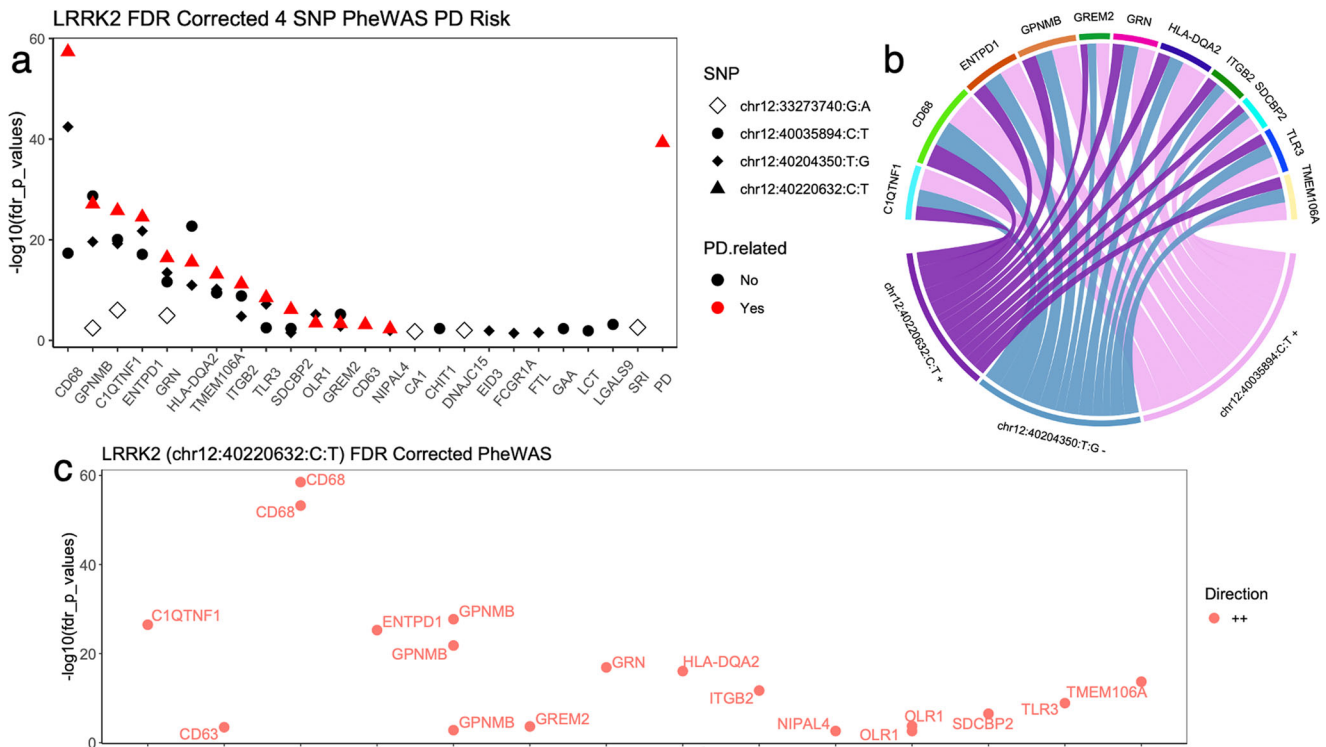 LRRK2 FDR Corrected 4 SNP PheWAS PD Risk
a
60
40
20
0
-log10(fdr_p_values)
CD68
GPNMB
C1QTNF1
ENTPD1
GRN
HLA-DQA2
TMEM106A
ITGB2
TLR3
SDCBP2
OLR1
GREM2
CD63
NIPAL4
CA1
CHIT1
DNAJC15
EID3
FCGR1A
FTL
GAA
LCT
LGALS9
SRI
PD
SNP
chr12:33273740:G:A
chr12:40035894:C:T
chr12:40204350:T:G
chr12:40220632:C:T
PD.related
No
Yes
b
C1QTNF1
CD68
ENTPD1
GPNMB
GREM2
GRN
HLA-DQA2
ITGB2
SDCBP2
TLR3
TMEM106A
chr12:40220632:C:T +
chr12:40204350:T:G -
chr12:40035894:C:T +
c
LRRK2 (chr12:40220632:C:T) FDR Corrected PheWAS
60
40
20
0
-log10(fdr_p_values)
CD68
CD68
C1QTNF1
ENTPD1
GPNMB
GPNMB
GRN
HLA-DQA2
ITGB2
TMEM106A
TLR3
SDCBP2
OLR1
OLR1
NIPAL4
GREM2
GPNMB
CD63
Direction
++